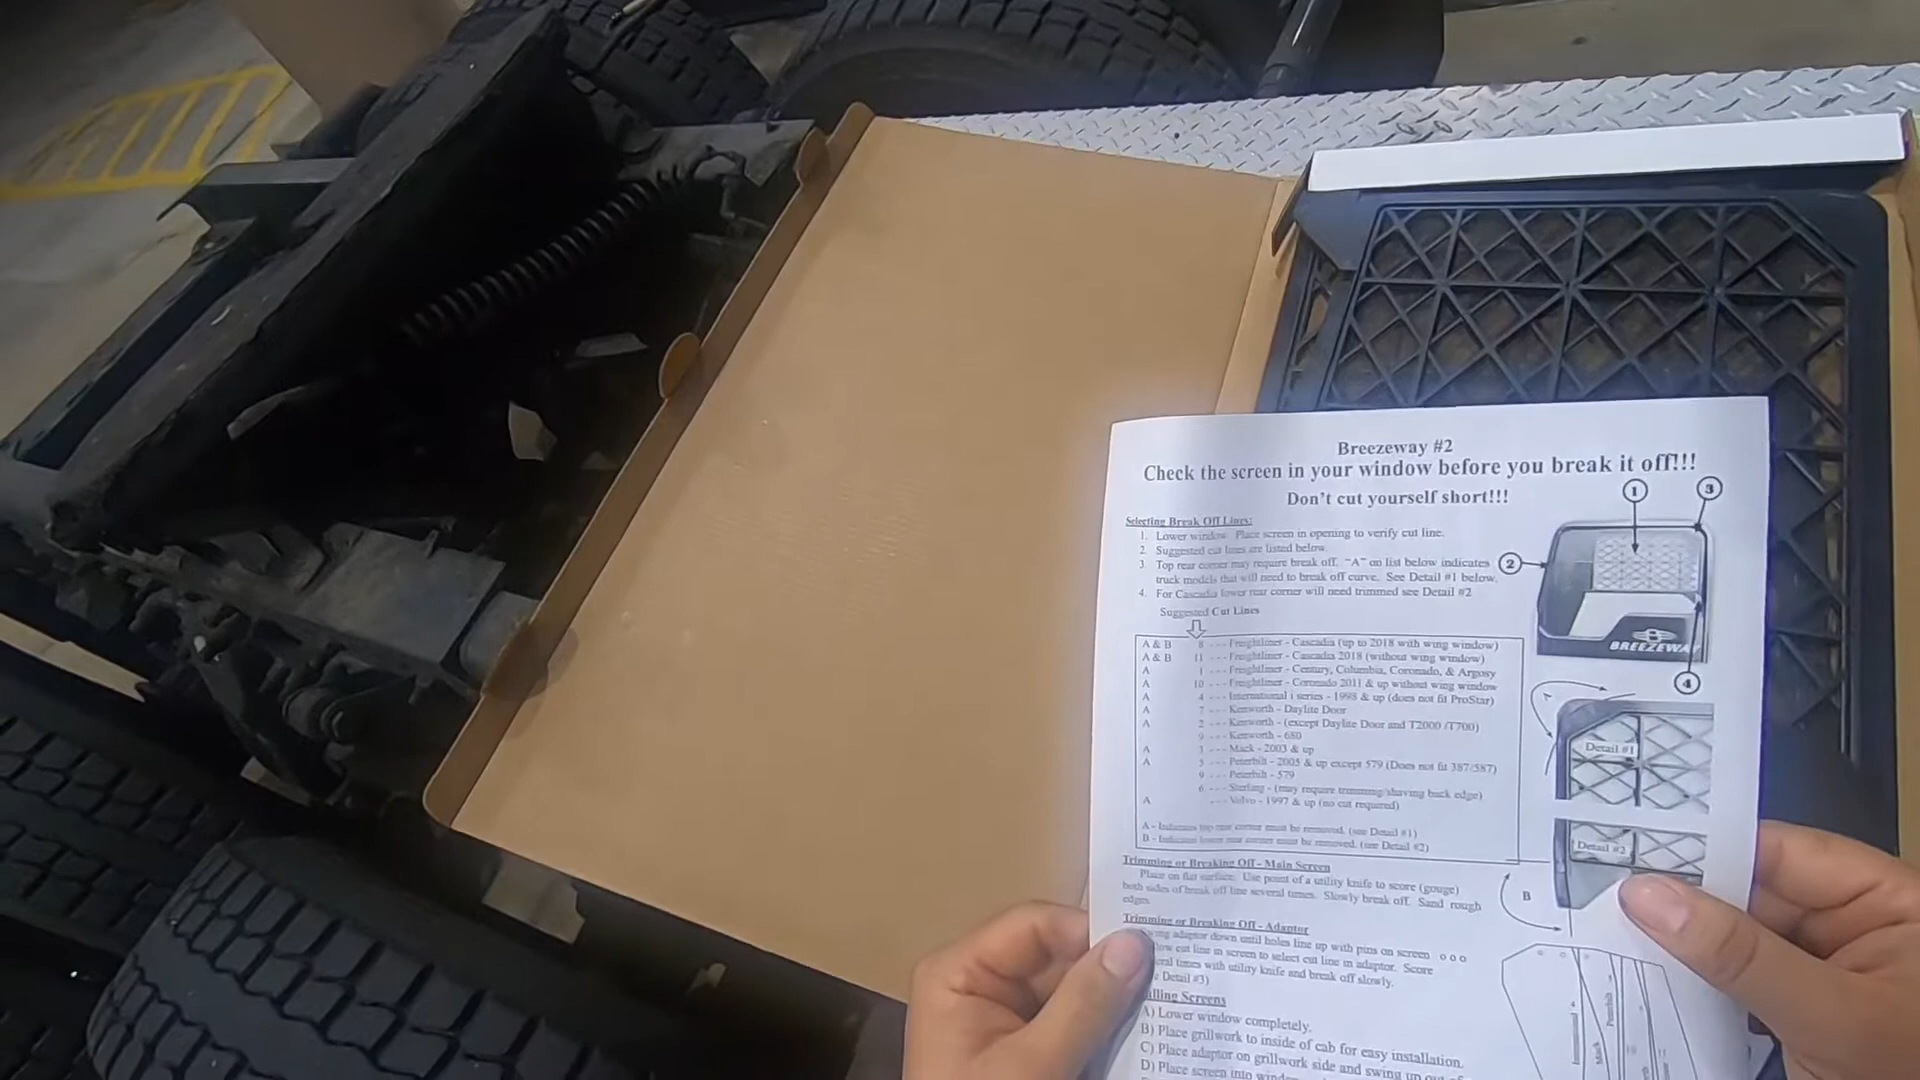 Breezeway #2
Check the screen in your window before you break it off!!!
Don't cut yourself short!!!
1
3
Selecting Break Off Lines:
1. Lower window. Place screen in opening to verify cut line.
2. Suggested cut lines are listed below.
3. Top rear corner may require break off. "A" on list below indicates
truck models that will need to break off curve. See Detail #1 below.
2
4. For Cascadia lower rear corner will need trimmed see Detail #2
Suggested Cut Lines
A & B 8 --- Freightliner - Cascadia (up to 2018 with wing window)
A & B 11 --- Freightliner - Cascadia 2018 (without wing window)
A 1 --- Freightliner - Century, Columbia, Coronado, & Argosy
A 10 --- Freightliner - Coronado 2011 & up without wing window
A 4 --- International i series - 1998 & up (does not fit ProStar)
A 7 --- Kenworth - Daylite Door
A 2 --- Kenworth - (except Daylite Door and T2000 /T700)
9 --- Kenworth - 680
A 3 --- Mack - 2003 & up
A 5 --- Peterbilt - 2005 & up except 579 (Does not fit 387/587)
9 --- Peterbilt - 579
6 --- Sterling - (may require trimming/shaving back edge)
A --- Volvo - 1997 & up (no cut required)
A - Indicates top rear corner must be removed. (see Detail #1)
B - Indicates lower rear corner must be removed. (see Detail #2)
BREEZEWAY
4
A
Detail #1
Detail #2
B
Trimming or Breaking Off - Main Screen
Place on flat surface. Use point of a utility knife to score (gouge)
both sides of break off line several times. Slowly break off. Sand rough
edges.
Trimming or Breaking Off - Adaptor
wing adaptor down until holes line up with pins on screen o o o
low cut line in screen to select cut line in adaptor. Score
eral times with utility knife and break off slowly.
e Detail #3)
alling Screens
A) Lower window completely.
B) Place grillwork to inside of cab for easy installation.
C) Place adaptor on grillwork side and swing up out of
D) Place screen into window
4
International
Mack
Peterbilt
10
11